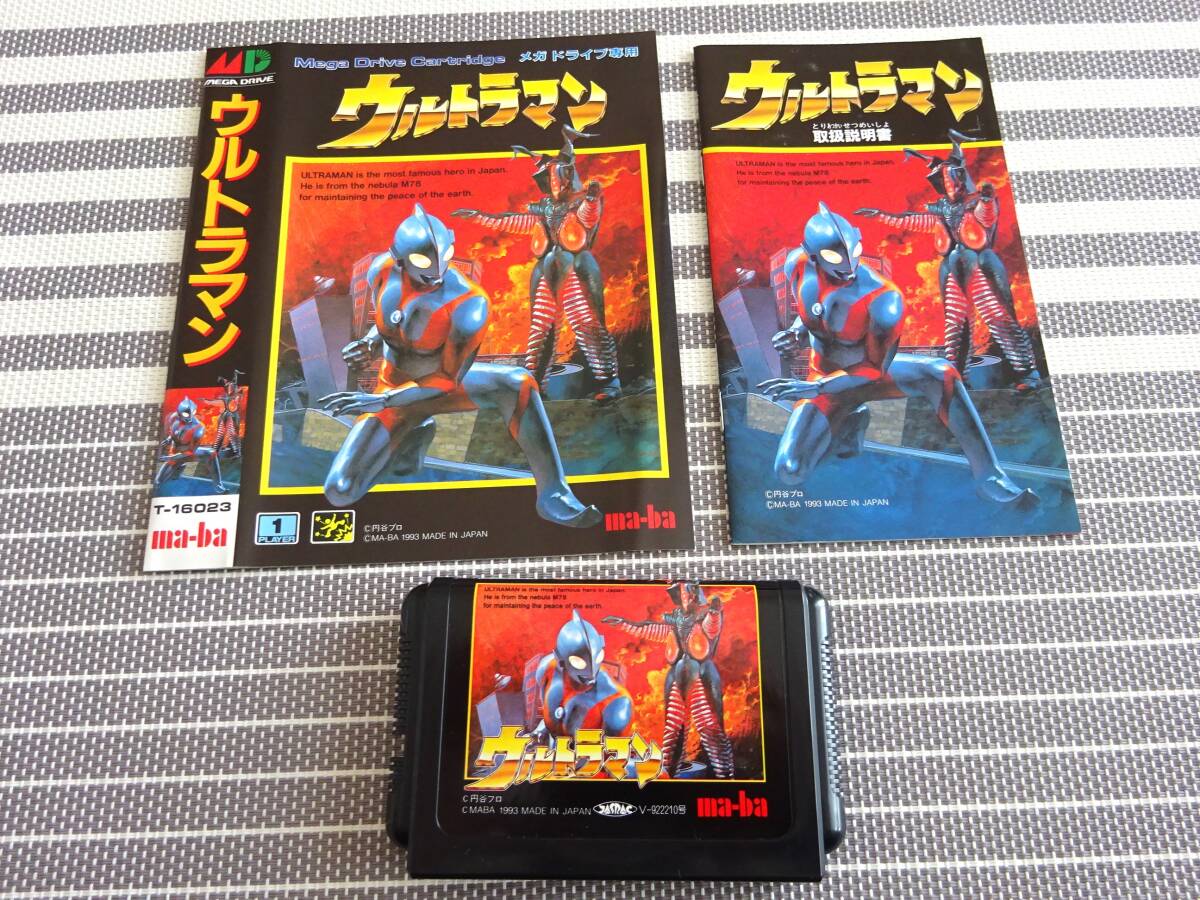 MD
MEGA DRIVE
ウルトラマン
T-16023
ma-ba
Mega Drive Cartridge メガドライブ専用
ウルトラマン
ULTRAMAN is the most famous hero in Japan.
He is from the nebula M78
for maintaining the peace of the earth.
1
PLAYER
©円谷プロ
©MA-BA 1993 MADE IN JAPAN
ma-ba
ウルトラマン
とりあつかいせつめいしょ
取扱説明書
ULTRAMAN is the most famous hero in Japan.
He is from the nebula M78
for maintaining the peace of the earth.
©円谷プロ
©MA-BA 1993 MADE IN JAPAN
ULTRAMAN is the most famous hero in Japan.
He is from the nebula M78
for maintaining the peace of the earth.
ウルトラマン
©円谷プロ
©MABA 1993 MADE IN JAPAN JASRAC V-922210号
ma-ba